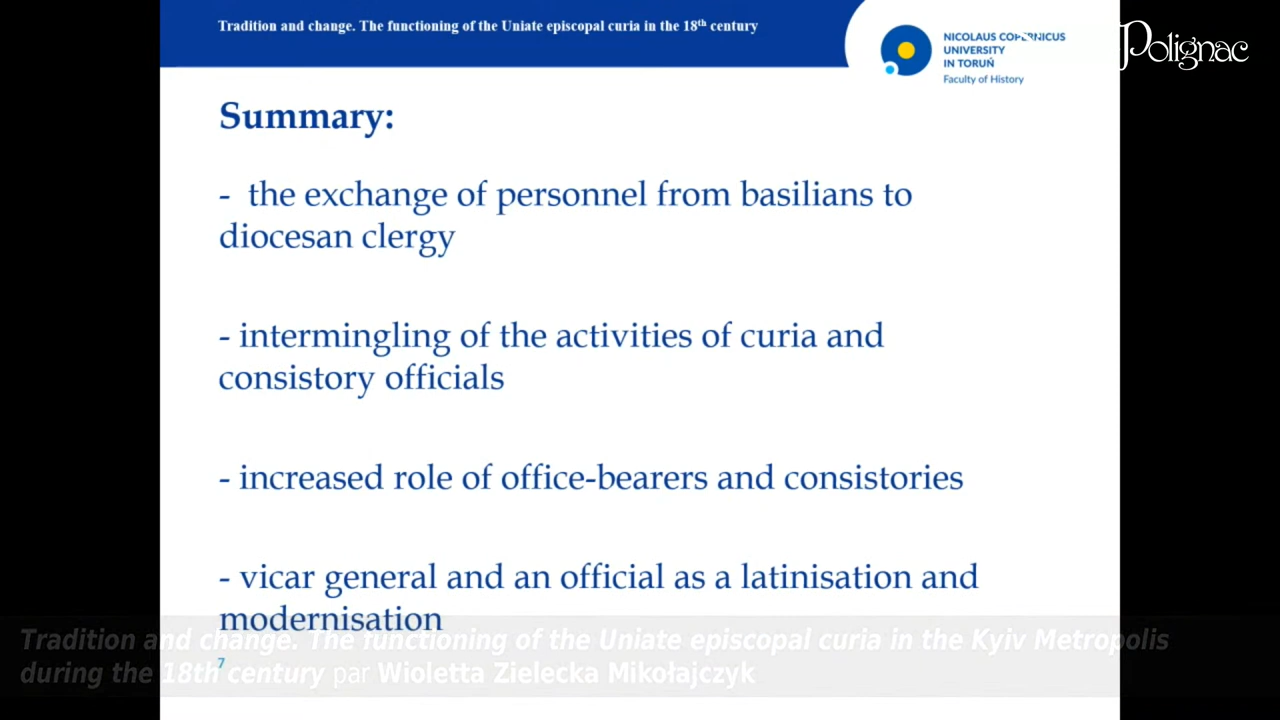 Tradition and change. The functioning of the Uniate episcopal curia in the 18th century
NICOLAUS COPERNICUS
UNIVERSITY
IN TORUŃ
Faculty of History
Polignac
Summary:
- the exchange of personnel from basilians to
diocesan clergy
- intermingling of the activities of curia and
consistory officials
- increased role of office-bearers and consistories
- vicar general and an official as a latinisation and
modernisation
Tradition and change. The functioning of the Uniate episcopal curia in the Kyiv Metropolis
during the 18th century par Wioletta Zielecka Mikołajczyk
7